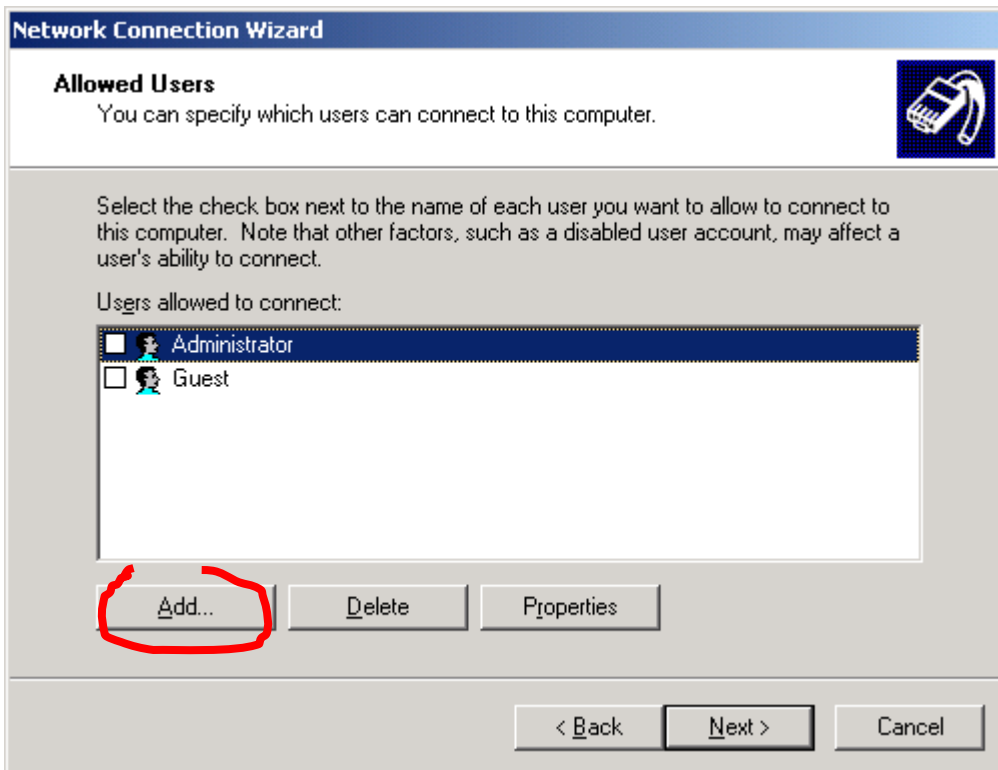 Network Connection Wizard
Allowed Users
You can specify which users can connect to this computer.
Select the check box next to the name of each user you want to allow to connect to
this computer.  Note that other factors, such as a disabled user account, may affect a
user's ability to connect.
Users allowed to connect:
Administrator
Guest
Add... Delete Properties
< Back Next > Cancel